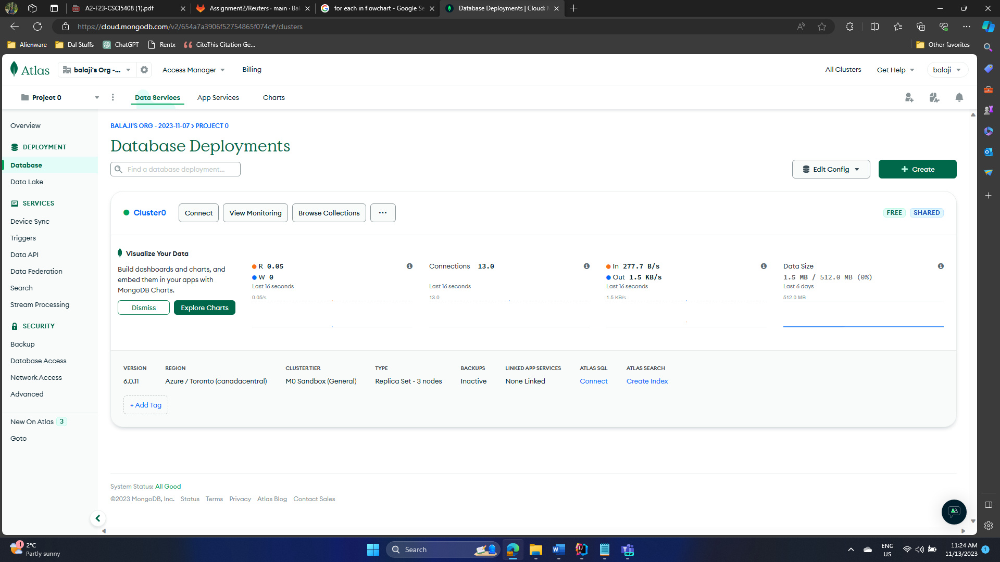 A2-F23-CSCI5408 (1).pdf
Assignment2/Reuters · main · Bal
for each in flowchart - Google Se
Database Deployments | Cloud: M
https://cloud.mongodb.com/v2/654a7a3906f52754865f074c#/clusters
Alienware
Dal Stuffs
ChatGPT
Rentx
CiteThis Citation Ge...
Other favorites
Atlas
balaji's Org -...
Access Manager
Billing
All Clusters
Get Help
balaji
Project 0
Data Services
App Services
Charts
Overview
DEPLOYMENT
Database
Data Lake
SERVICES
Device Sync
Triggers
Data API
Data Federation
Search
Stream Processing
SECURITY
Backup
Database Access
Network Access
Advanced
New On Atlas 3
Goto
BALAJI'S ORG - 2023-11-07 > PROJECT 0
Database Deployments
Find a database deployment...
Edit Config
+ Create
Cluster0
Connect
View Monitoring
Browse Collections
...
FREE
SHARED
Visualize Your Data
Build dashboards and charts, and
embed them in your apps with
MongoDB Charts.
Dismiss
Explore Charts
R 0.05
W 0
Last 16 seconds
0.05/s
Connections 13.0
Last 16 seconds
13.0
In 277.7 B/s
Out 1.5 KB/s
Last 16 seconds
1.5 KB/s
Data Size
1.5 MB / 512.0 MB (0%)
Last 6 days
512.0 MB
VERSION
6.0.11
REGION
Azure / Toronto (canadacentral)
CLUSTER TIER
M0 Sandbox (General)
TYPE
Replica Set - 3 nodes
BACKUPS
Inactive
LINKED APP SERVICES
None Linked
ATLAS SQL
Connect
ATLAS SEARCH
Create Index
+ Add Tag
System Status: All Good
©2023 MongoDB, Inc.
Status
Terms
Privacy
Atlas Blog
Contact Sales
1
2°C
Partly sunny
Search
NEW
ENG
US
11:24 AM
11/13/2023
1